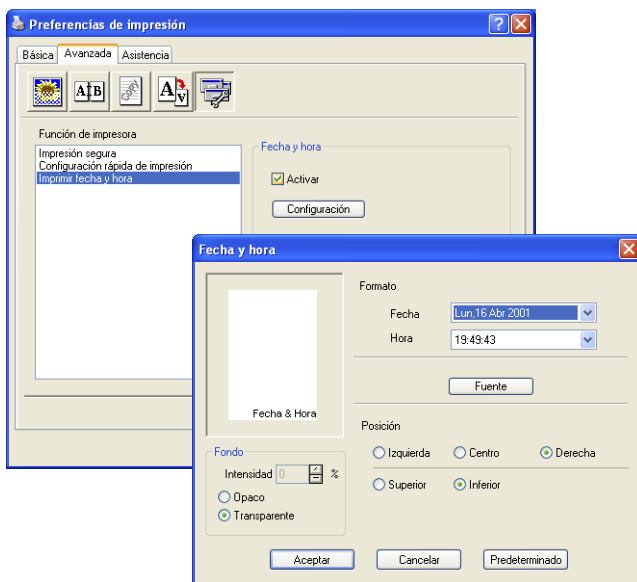 Preferencias de impresión
Básica Avanzada Asistencia
A B
Copy
A V
Función de impresora
Impresión segura
Configuración rápida de impresión
Imprimir fecha y hora
Fecha y hora
Activar
Configuración
Fecha y hora
Fecha & Hora
Formato
Fecha Lun,16 Abr 2001
Hora 19:49:43
Fuente
Posición
Izquierda Centro Derecha
Superior Inferior
Fondo
Intensidad 0 %
Opaco
Transparente
Aceptar Cancelar Predeterminado